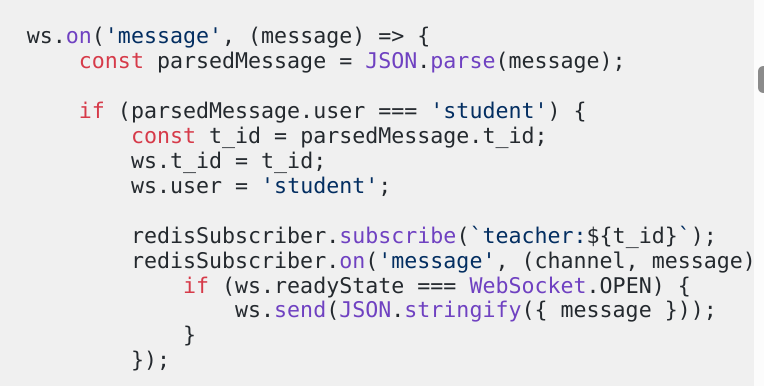 ws.on('message', (message) => {
    const parsedMessage = JSON.parse(message);
    if (parsedMessage.user === 'student') {
        const t_id = parsedMessage.t_id;
        ws.t_id = t_id;
        ws.user = 'student';
        redisSubscriber.subscribe(`teacher:${t_id}`);
        redisSubscriber.on('message', (channel, message)
            if (ws.readyState === WebSocket.OPEN) {
                ws.send(JSON.stringify({ message }));
            }
        });